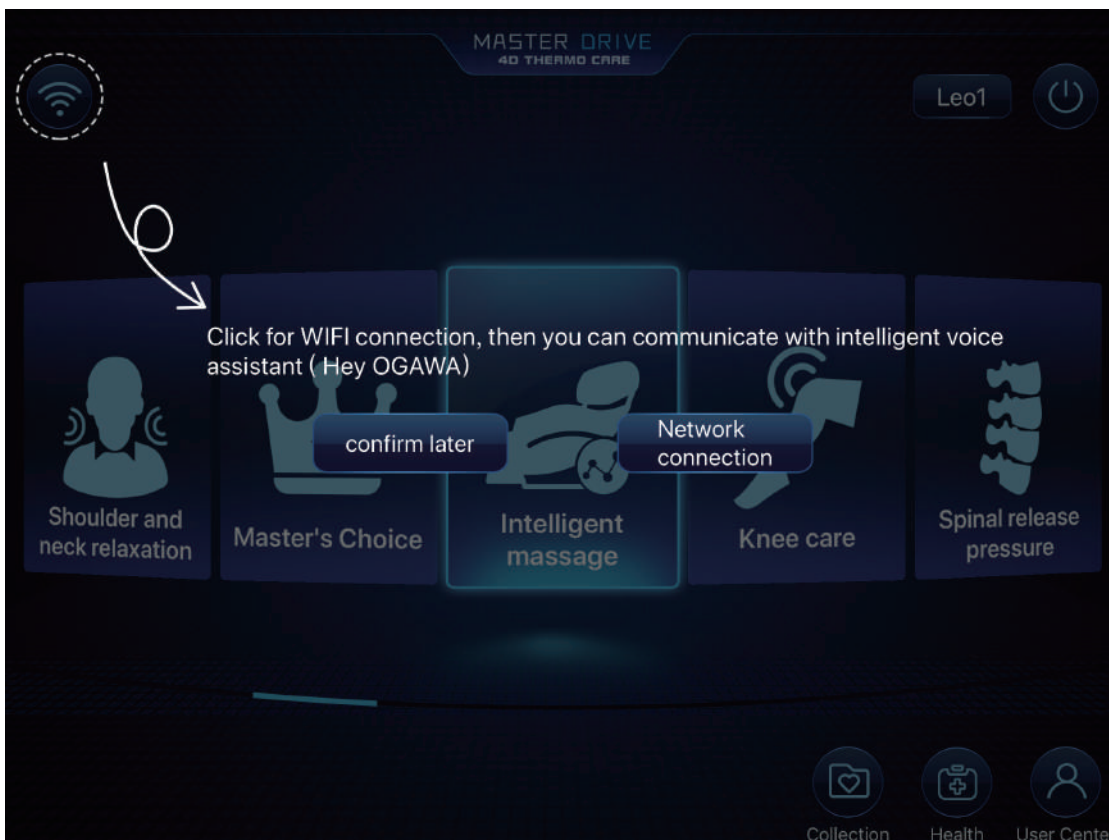 MASTER DRIVE
4D THERMO CARE
Leo1
Click for WIFI connection, then you can communicate with intelligent voice
assistant ( Hey OGAWA)
confirm later
Network
connection
Shoulder and
neck relaxation
Master's Choice
Intelligent
massage
Knee care
Spinal release
pressure
Collection
Health
User Cente